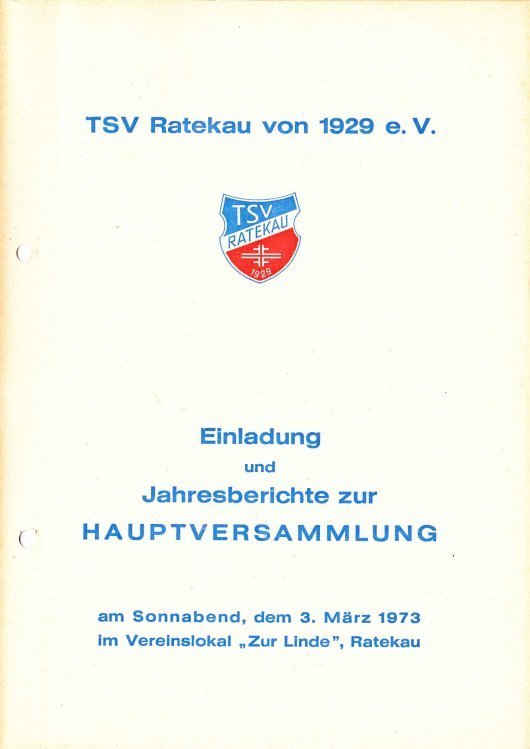 TSV Ratekau von 1929 e. V.
TSV
RATEKAU
1929
Einladung
und
Jahresberichte zur
HAUPTVERSAMMLUNG
am Sonnabend, dem 3. März 1973
im Vereinslokal „Zur Linde”, Ratekau